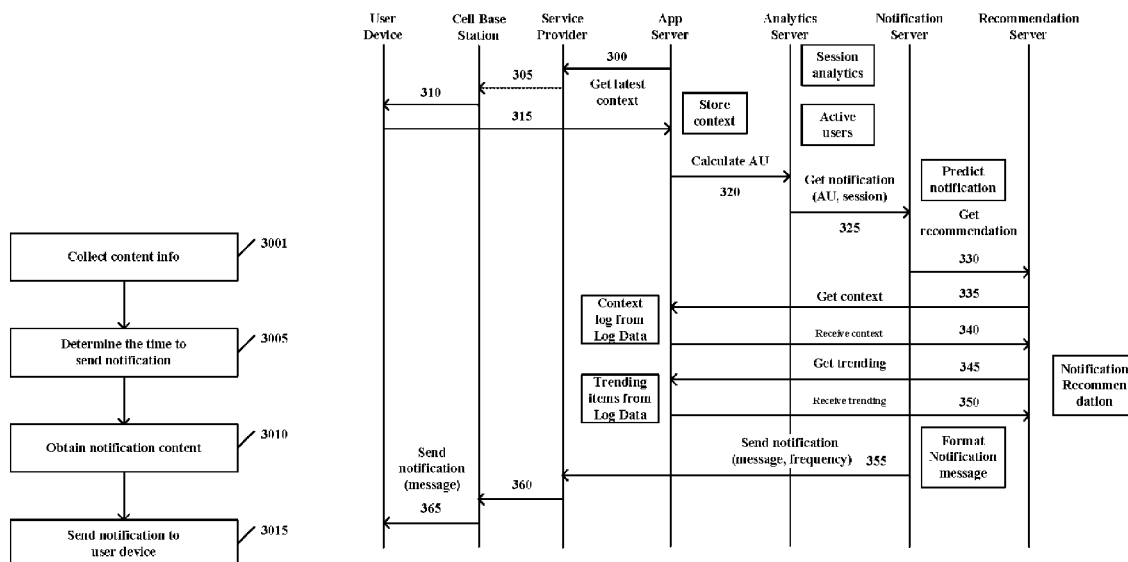 User Device
Cell Base Station
Service Provider
App Server
Analytics Server
Notification Server
Recommendation Server
300
Session analytics
305
Get latest context
310
315
Store context
Active users
Calculate AU
320
Get notification (AU, session)
325
Predict notification
Get recommendation
330
Get context
335
Context log from Log Data
Receive context
340
Get trending
345
Trending items from Log Data
Receive trending
350
Notification Recommen dation
Send notification (message, frequency)
355
Format Notification message
Send notification (message)
360
365
Collect content info
3001
Determine the time to send notification
3005
Obtain notification content
3010
Send notification to user device
3015